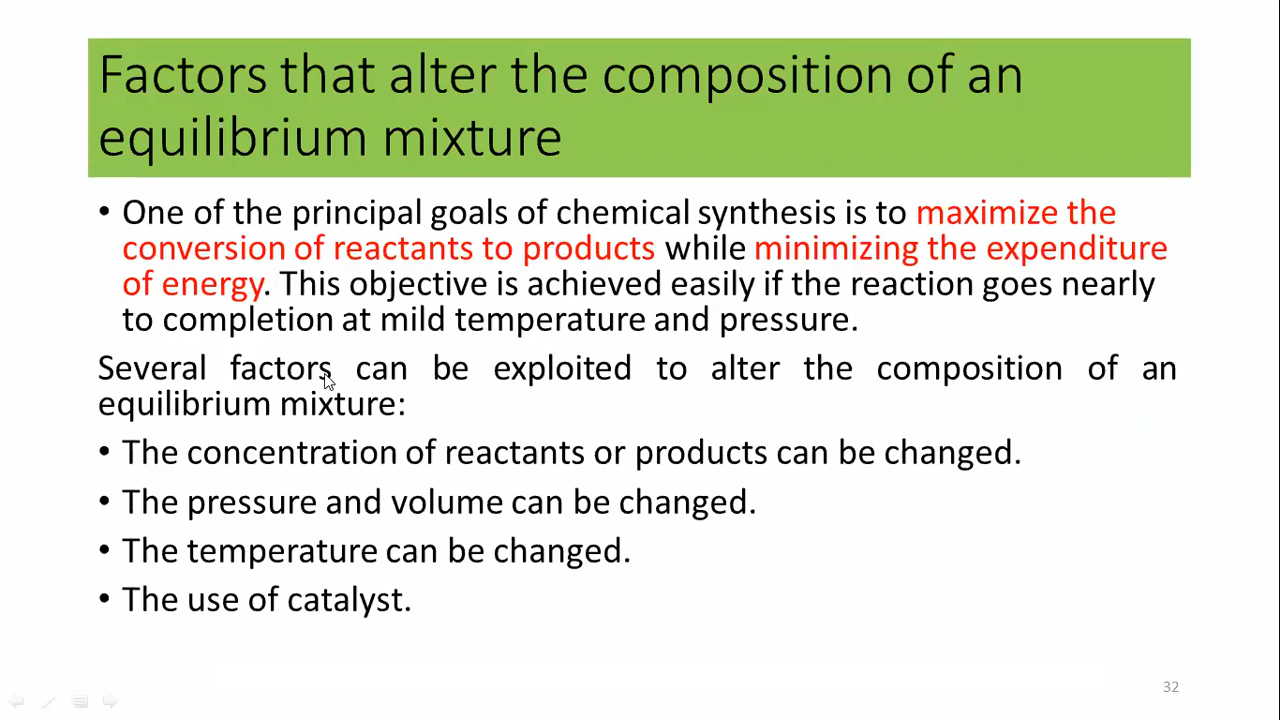 Factors that alter the composition of an
equilibrium mixture
• One of the principal goals of chemical synthesis is to maximize the
conversion of reactants to products while minimizing the expenditure
of energy. This objective is achieved easily if the reaction goes nearly
to completion at mild temperature and pressure.
Several factors can be exploited to alter the composition of an
equilibrium mixture:
• The concentration of reactants or products can be changed.
• The pressure and volume can be changed.
• The temperature can be changed.
• The use of catalyst.
32